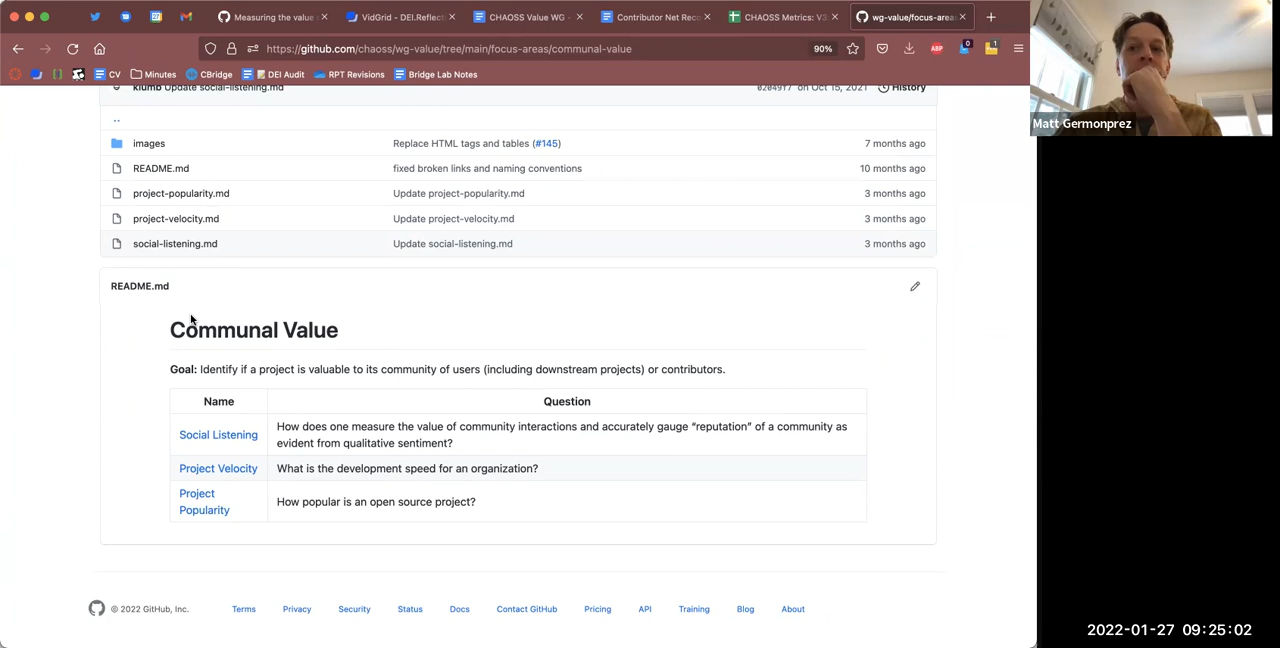 Measuring the value
VidGrid - DEI.Reflect
CHAOSS Value WG -
Contributor Net Reco
CHAOSS Metrics: V3
wg-value/focus-area
https://github.com/chaoss/wg-value/tree/main/focus-areas/communal-value
90%
ABP
0
1
CV
Minutes
CBridge
DEI Audit
RPT Revisions
Bridge Lab Notes
klumb Update social-listening.md
on Oct 15, 2021
History
..
images
Replace HTML tags and tables (#145)
7 months ago
README.md
fixed broken links and naming conventions
10 months ago
project-popularity.md
Update project-popularity.md
3 months ago
project-velocity.md
Update project-velocity.md
3 months ago
social-listening.md
Update social-listening.md
3 months ago
README.md
Communal Value
Goal: Identify if a project is valuable to its community of users (including downstream projects) or contributors.
Name
Question
Social Listening
How does one measure the value of community interactions and accurately gauge “reputation” of a community as
evident from qualitative sentiment?
Project Velocity
What is the development speed for an organization?
Project
Popularity
How popular is an open source project?
© 2022 GitHub, Inc.
Terms
Privacy
Security
Status
Docs
Contact GitHub
Pricing
API
Training
Blog
About
Matt Germonprez
2022-01-27 09:25:02